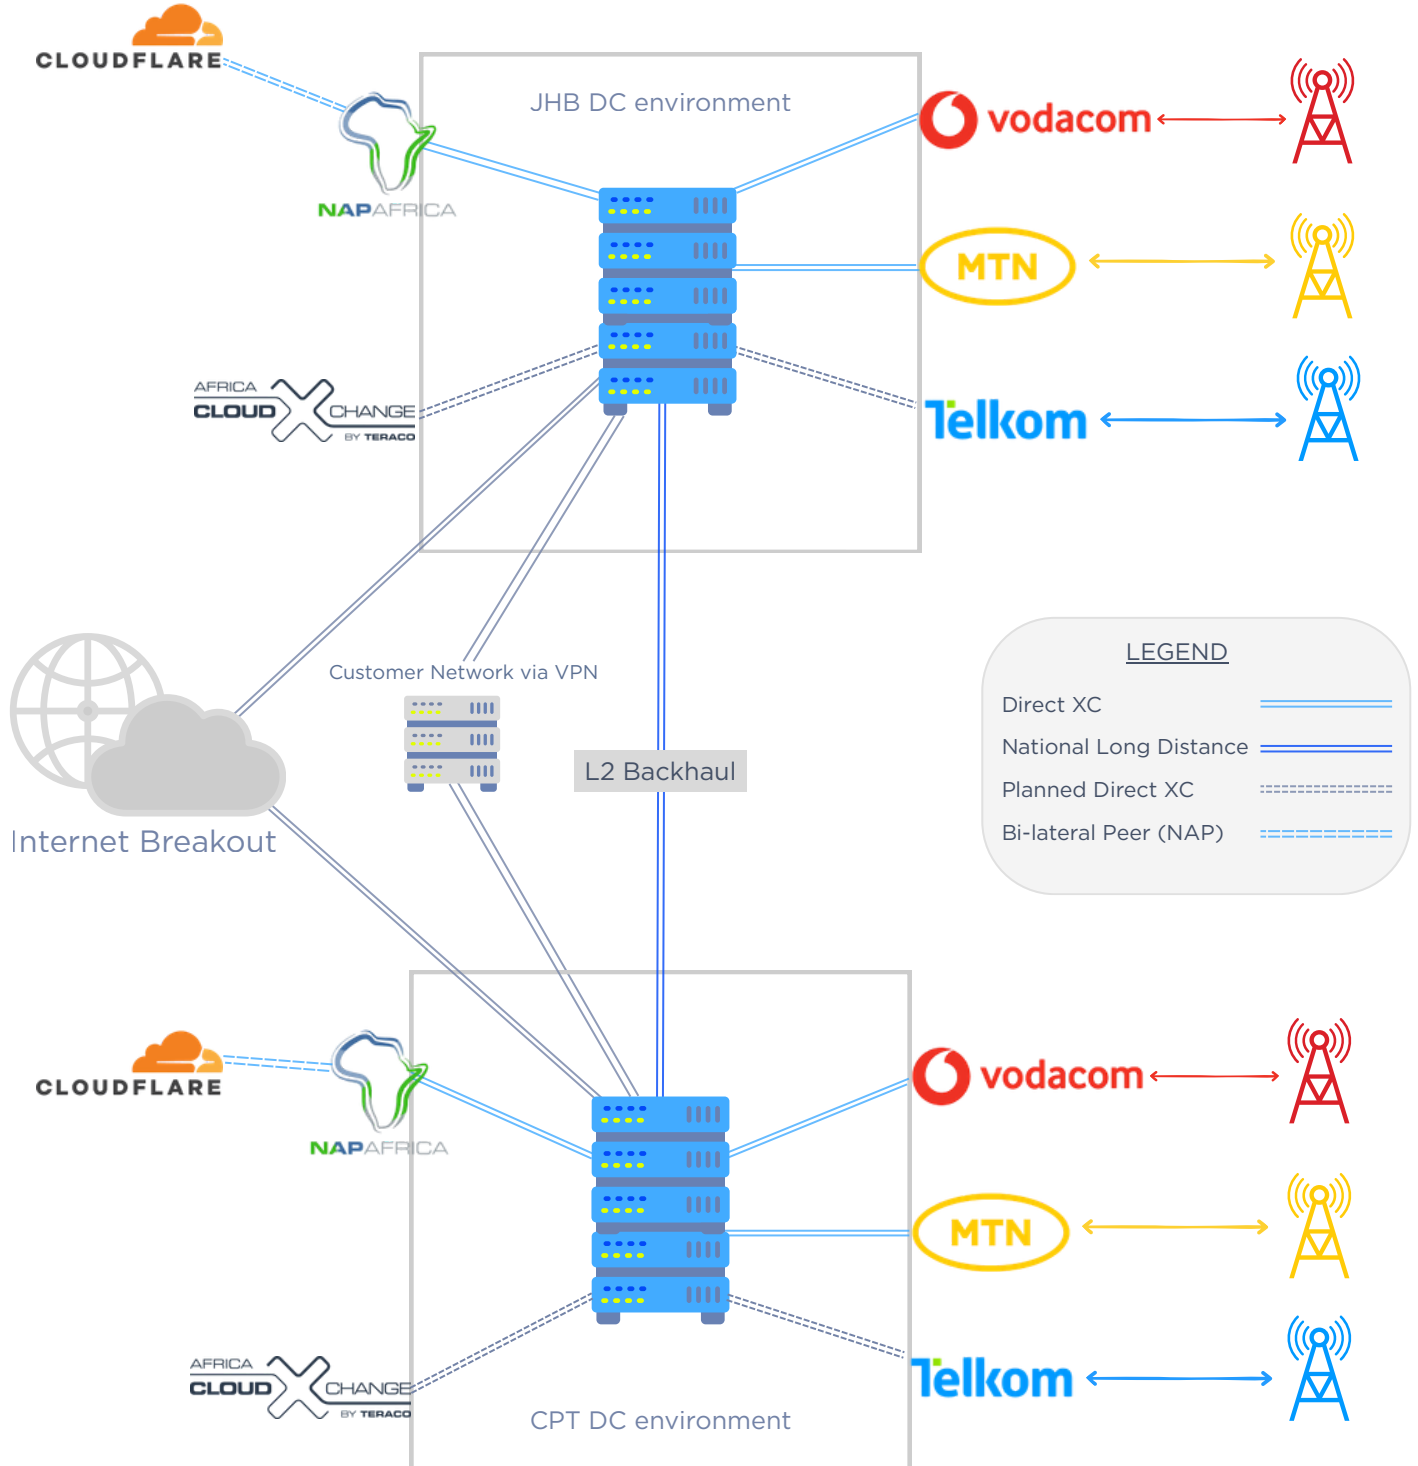 CLOUDFLARE
JHB DC environment
vodacom
NAPAFRICA
MTN
AFRICA
CLOUD CHANGE
BY TERACO
Telkom
Customer Network via VPN
L2 Backhaul
Internet Breakout
LEGEND
Direct XC
National Long Distance
Planned Direct XC
Bi-lateral Peer (NAP)
CLOUDFLARE
vodacom
NAPAFRICA
MTN
AFRICA
CLOUD CHANGE
BY TERACO
Telkom
CPT DC environment